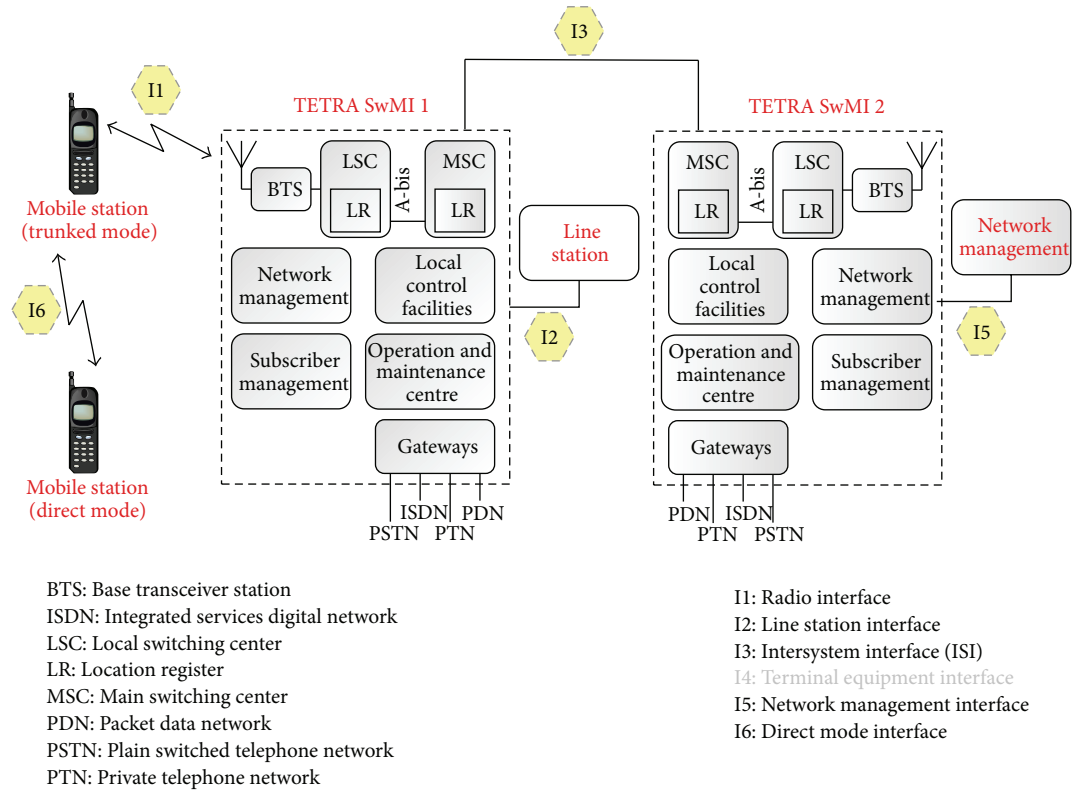 I3
I1
TETRA SwMI 1
TETRA SwMI 2
BTS
LSC
LR
A-bis
MSC
LR
MSC
LR
A-bis
LSC
LR
BTS
Mobile station
(trunked mode)
Line
station
Network
management
Network
management
Local
control
facilities
Local
control
facilities
Network
management
I6
I2
I5
Subscriber
management
Operation and
maintenance
centre
Operation and
maintenance
centre
Subscriber
management
Gateways
Gateways
Mobile station
(direct mode)
PSTN
ISDN
PTN
PDN
PDN
PTN
ISDN
PSTN
BTS: Base transceiver station
ISDN: Integrated services digital network
LSC: Local switching center
LR: Location register
MSC: Main switching center
PDN: Packet data network
PSTN: Plain switched telephone network
PTN: Private telephone network
I1: Radio interface
I2: Line station interface
I3: Intersystem interface (ISI)
I4: Terminal equipment interface
I5: Network management interface
I6: Direct mode interface